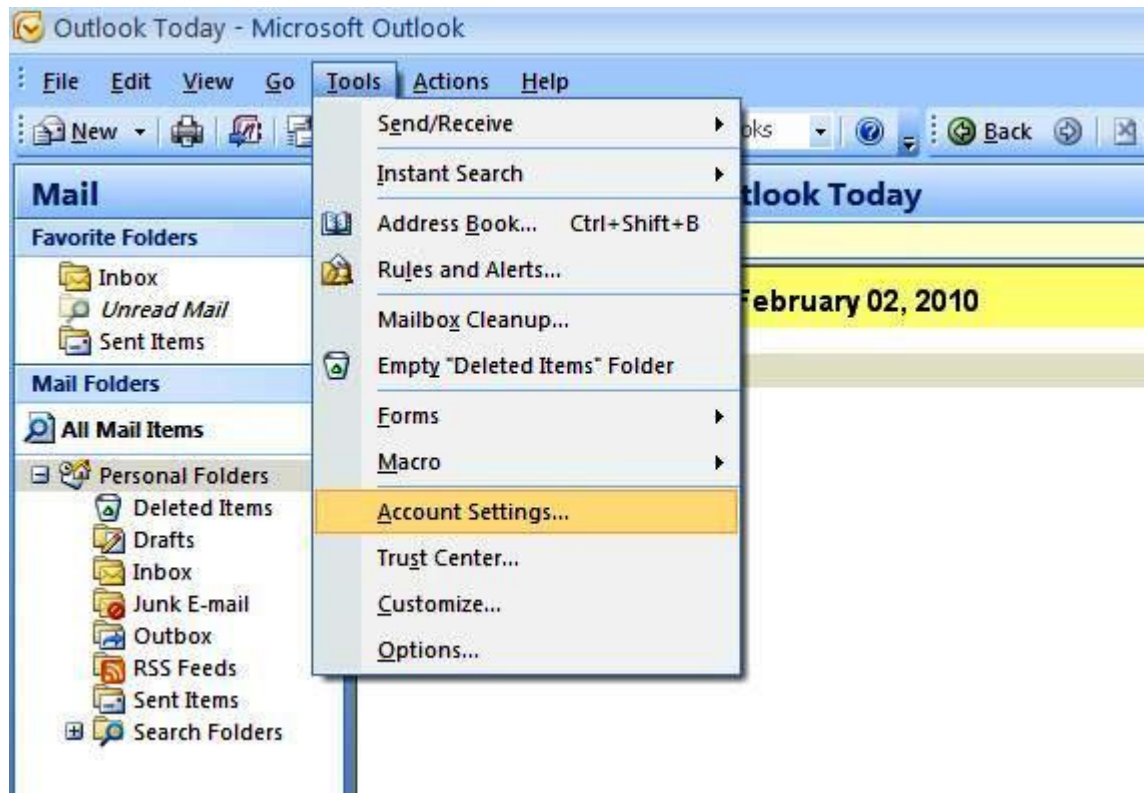 Outlook Today - Microsoft Outlook
File Edit View Go Tools Actions Help
New
Back
Mail
Favorite Folders
Inbox
Unread Mail
Sent Items
Mail Folders
All Mail Items
Personal Folders
Deleted Items
Drafts
Inbox
Junk E-mail
Outbox
RSS Feeds
Sent Items
Search Folders
Send/Receive
Instant Search
Address Book... Ctrl+Shift+B
Rules and Alerts...
Mailbox Cleanup...
Empty "Deleted Items" Folder
Forms
Macro
Account Settings...
Trust Center...
Customize...
Options...
tlook Today
February 02, 2010